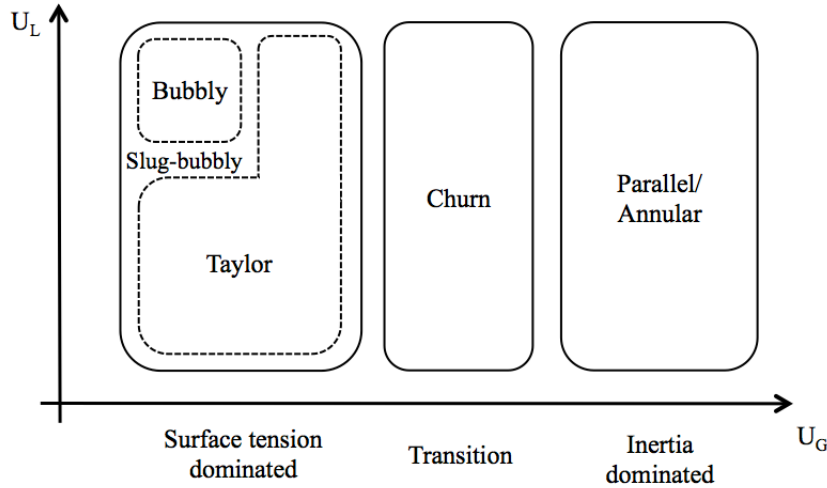 U_L
Bubbly
Slug-bubbly
Taylor
Churn
Parallel/
Annular
Surface tension
dominated
Transition
Inertia
dominated
U_G